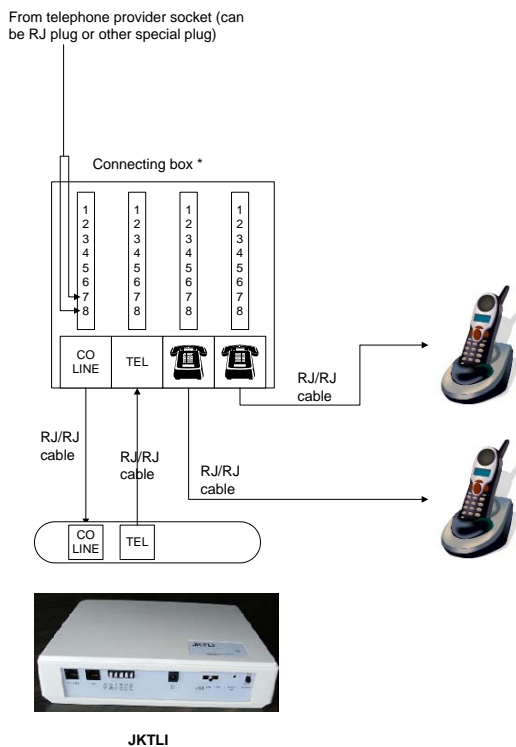 From telephone provider socket (can
be RJ plug or other special plug)
Connecting box *
1 1 1 1
2 2 2 2
3 3 3 3
4 4 4 4
5 5 5 5
6 6 6 6
7 7 7 7
8 8 8 8
CO
LINE
TEL
RJ/RJ
cable
RJ/RJ
cable
RJ/RJ
cable
RJ/RJ
cable
CO
LINE
TEL
JKTLI
JKTLI